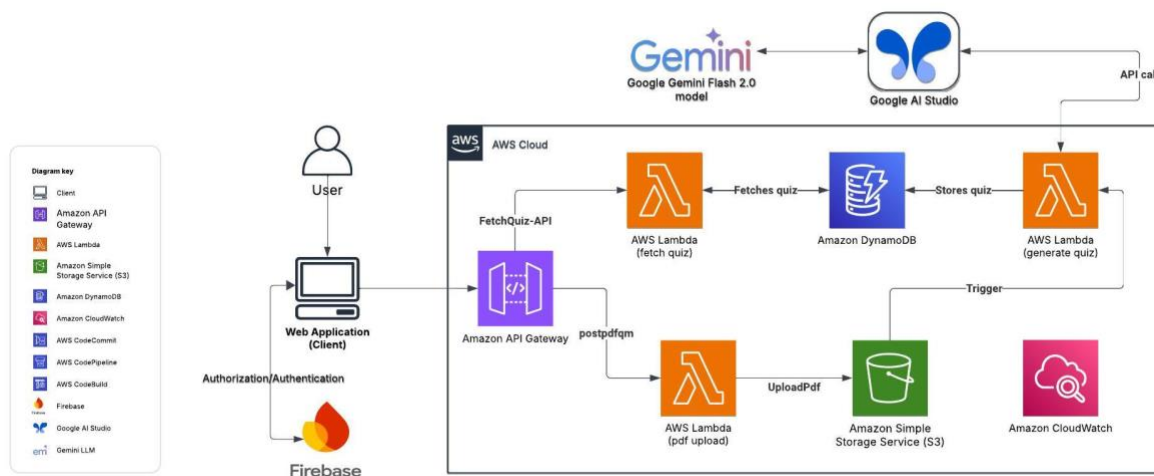 Gemini
Google Gemini Flash 2.0
model
Google AI Studio
API cal
aws
AWS Cloud
User
Diagram key
Client
Amazon API
Gateway
AWS Lambda
Amazon Simple
Storage Service (S3)
Amazon DynamoDB
Amazon CloudWatch
AWS CodeCommit
AWS CodePipeline
AWS CodeBuild
Firebase
Google AI Studio
Gemini LLM
FetchQuiz-API
Fetches quiz
Stores quiz
AWS Lambda
(fetch quiz)
Amazon DynamoDB
AWS Lambda
(generate quiz)
Web Application
(Client)
Amazon API Gateway
Trigger
postpdfqm
Authorization/Authentication
UploadPdf
AWS Lambda
(pdf upload)
Amazon Simple
Storage Service (S3)
Amazon CloudWatch
Firebase